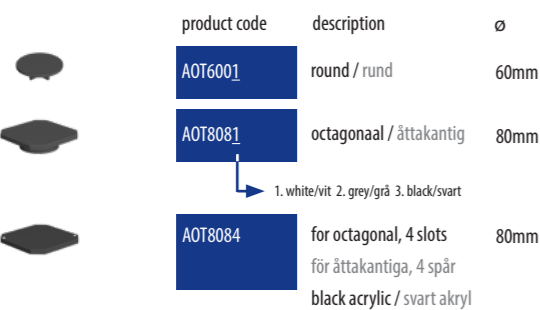 product code description ø
AOT6001 round / rund 60mm
AOT8081 octagonaal / åttakantig 80mm
1. white/vit 2. grey/grå 3. black/svart
AOT8084 for octagonal, 4 slots 80mm
för åttakantiga, 4 spår
black acrylic / svart akryl